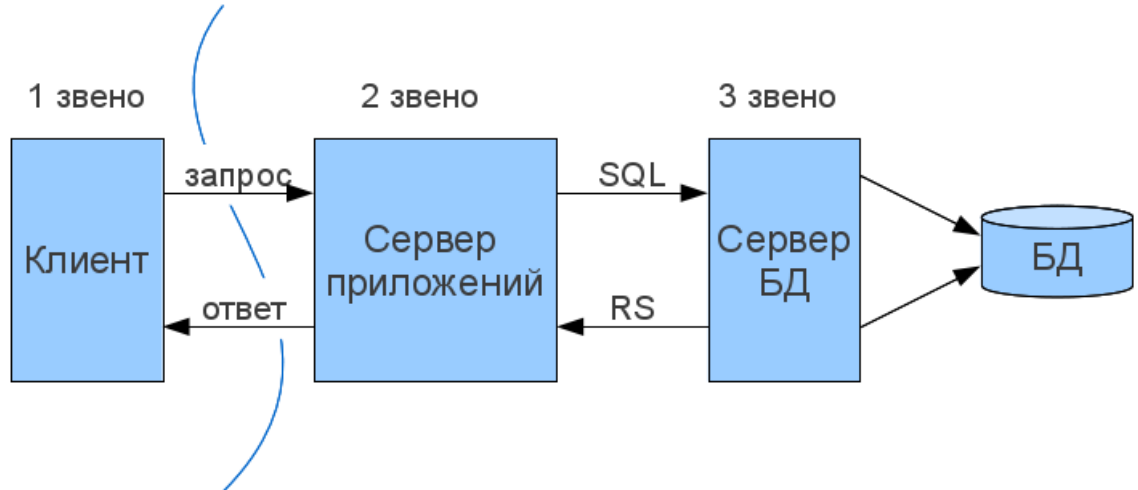 1 звено
2 звено
3 звено
запрос
SQL
Клиент
Сервер
приложений
Сервер
БД
БД
ответ
RS